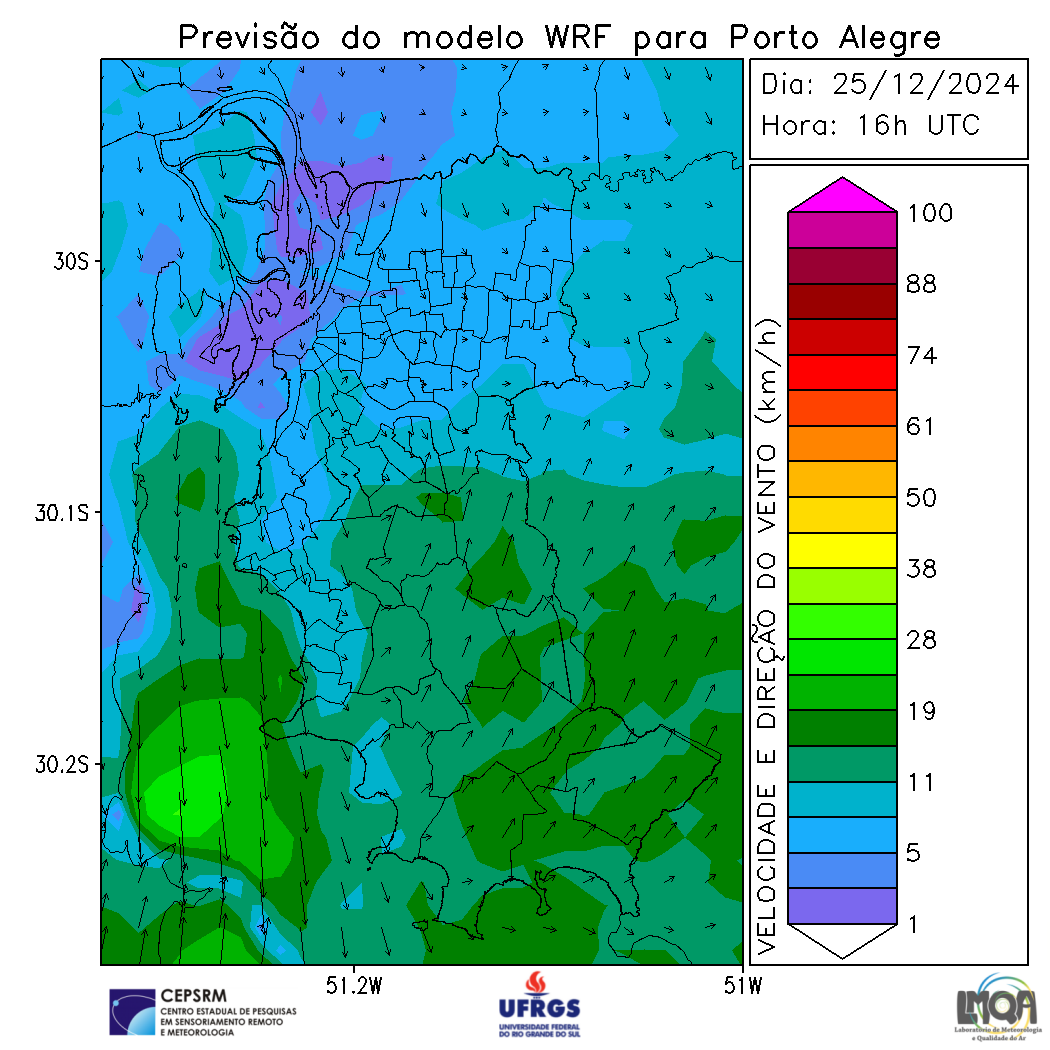 Previsão do modelo WRF para Porto Alegre
Dia: 25/12/2024
Hora: 16h UTC
30S
30.1S
30.2S
51.2W
51W
VELOCIDADE E DIREÇÃO DO VENTO (km/h)
100
88
74
61
50
38
28
19
11
5
1
CEPSRM
CENTRO ESTADUAL DE PESQUISAS
EM SENSORIAMENTO REMOTO
E METEOROLOGIA
UFRGS
UNIVERSIDADE FEDERAL
DO RIO GRANDE DO SUL
LMQA
Laboratório de Meteorologia
e Qualidade do Ar